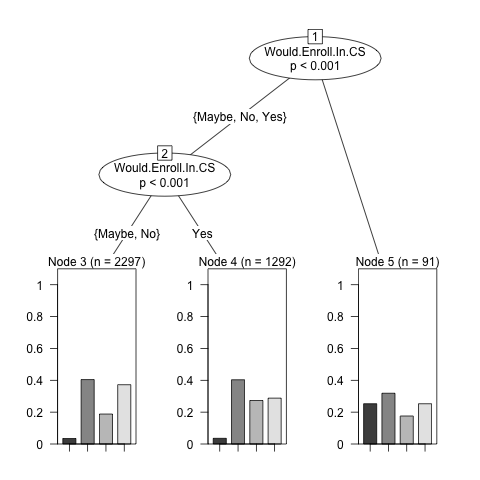 1
Would.Enroll.In.CS
p < 0.001
{Maybe, No, Yes}
2
Would.Enroll.In.CS
p < 0.001
{Maybe, No}
Yes
Node 3 (n = 2297)
1
0.8
0.6
0.4
0.2
0
Node 4 (n = 1292)
1
0.8
0.6
0.4
0.2
0
Node 5 (n = 91)
1
0.8
0.6
0.4
0.2
0